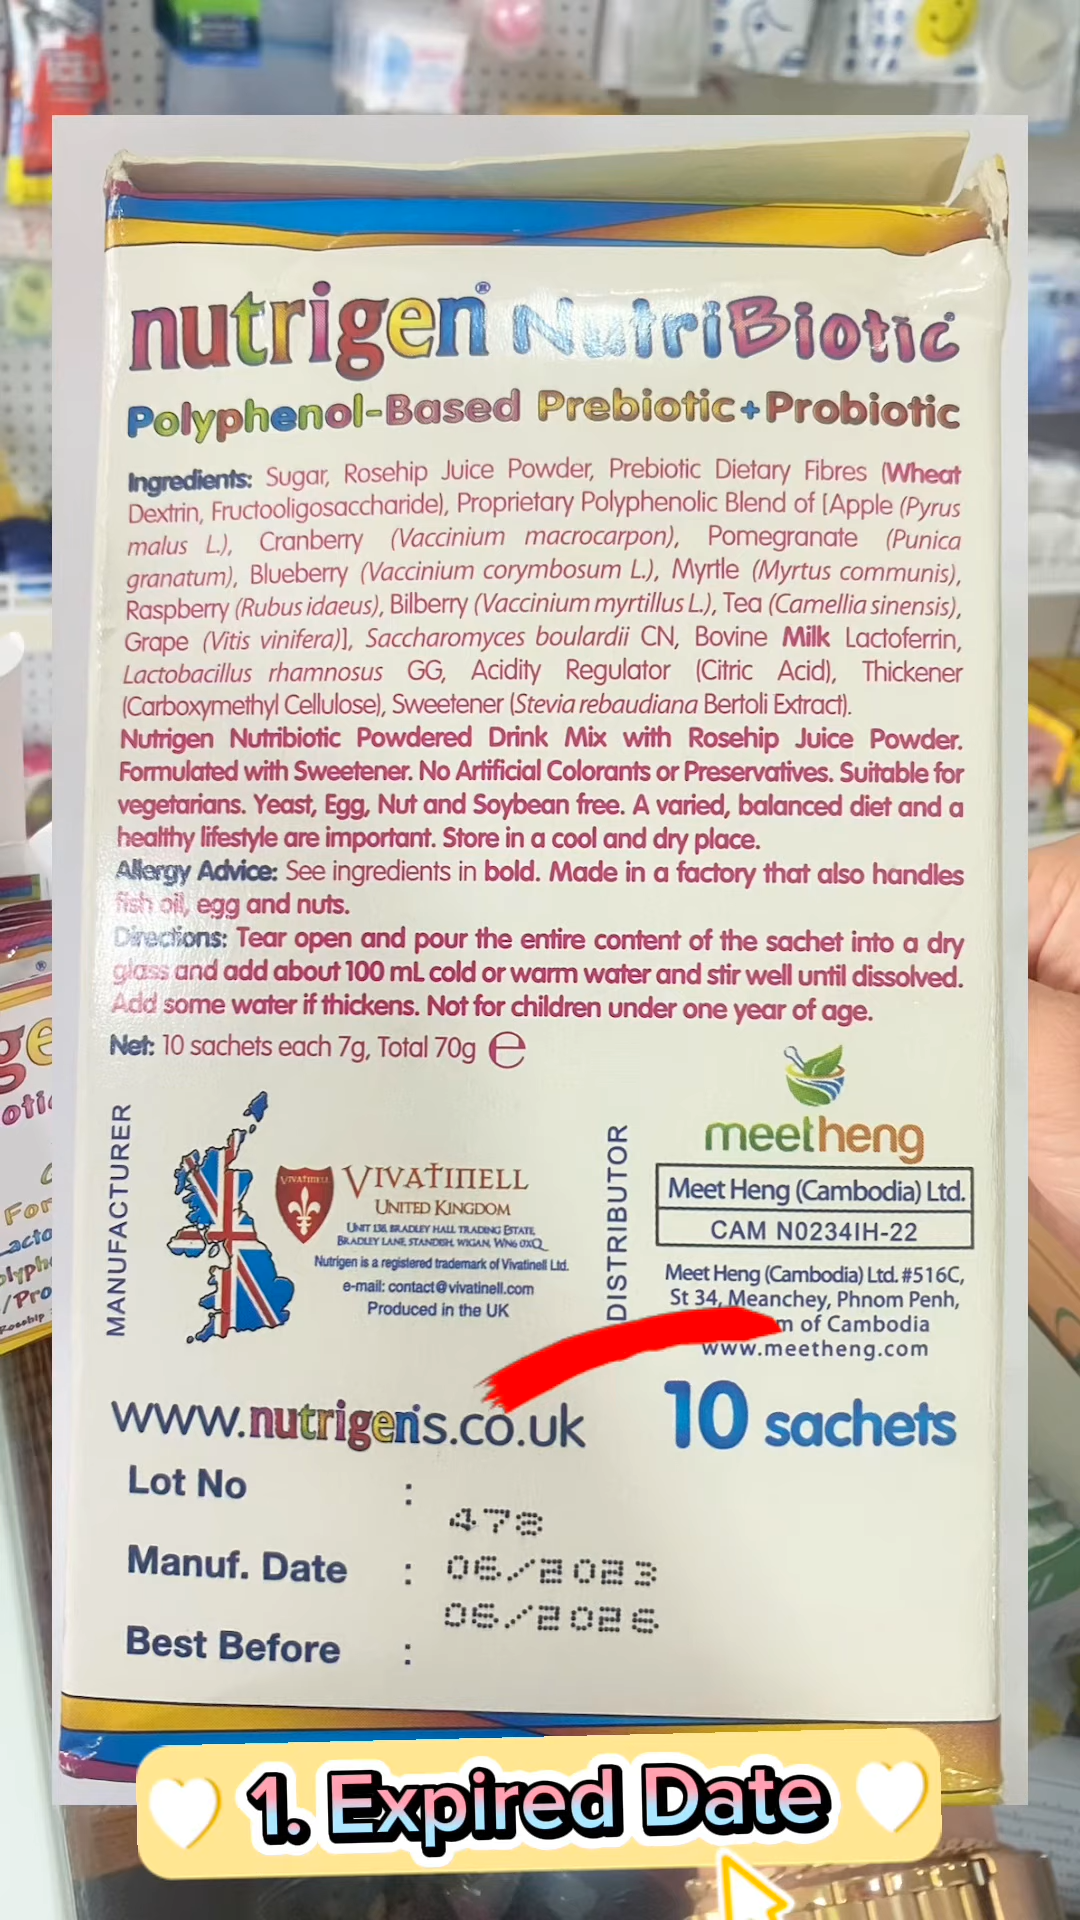 nutrigen® NutriBiotic
Polyphenol-Based Prebiotic+Probiotic
Ingredients: Sugar, Rosehip Juice Powder, Prebiotic Dietary Fibres (Wheat
Dextrin, Fructooligosaccharide), Proprietary Polyphenolic Blend of [Apple (Pyrus
malus L.), Cranberry (Vaccinium macrocarpon), Pomegranate (Punica
granatum), Blueberry (Vaccinium corymbosum L.), Myrtle (Myrtus communis),
Raspberry (Rubus idaeus), Bilberry (Vaccinium myrtillus L.), Tea (Camellia sinensis),
Grape (Vitis vinifera)], Saccharomyces boulardii CN, Bovine Milk Lactoferrin,
Lactobacillus rhamnosus GG, Acidity Regulator (Citric Acid), Thickener
(Carboxymethyl Cellulose), Sweetener (Stevia rebaudiana Bertoli Extract).
Nutrigen Nutribiotic Powdered Drink Mix with Rosehip Juice Powder.
Formulated with Sweetener. No Artificial Colorants or Preservatives. Suitable for
vegetarians. Yeast, Egg, Nut and Soybean free. A varied, balanced diet and a
healthy lifestyle are important. Store in a cool and dry place.
Allergy Advice: See ingredients in bold. Made in a factory that also handles
fish oil, egg and nuts.
Directions: Tear open and pour the entire content of the sachet into a dry
glass and add about 100 mL cold or warm water and stir well until dissolved.
Add some water if thickens. Not for children under one year of age.
Net: 10 sachets each 7g, Total 70g e
MANUFACTURER
VIVATINELL
VIVATINELL
UNITED KINGDOM
UNIT 138, BRADLEY HALL TRADING ESTATE,
BRADLEY LANE, STANDISH, WIGAN, WN6 0XQ
Nutrigen is a registered trademark of Vivatinell Ltd.
e-mail: contact@vivatinell.com
Produced in the UK
DISTRIBUTOR
meetheng
Meet Heng (Cambodia) Ltd.
CAM N0234IH-22
Meet Heng (Cambodia) Ltd. #516C,
St 34, Meanchey, Phnom Penh,
of Cambodia
www.meetheng.com
www.nutrigen's.co.uk
10 sachets
Lot No :
478
Manuf. Date : 06/2023
06/2026
Best Before :
1. Expired Date